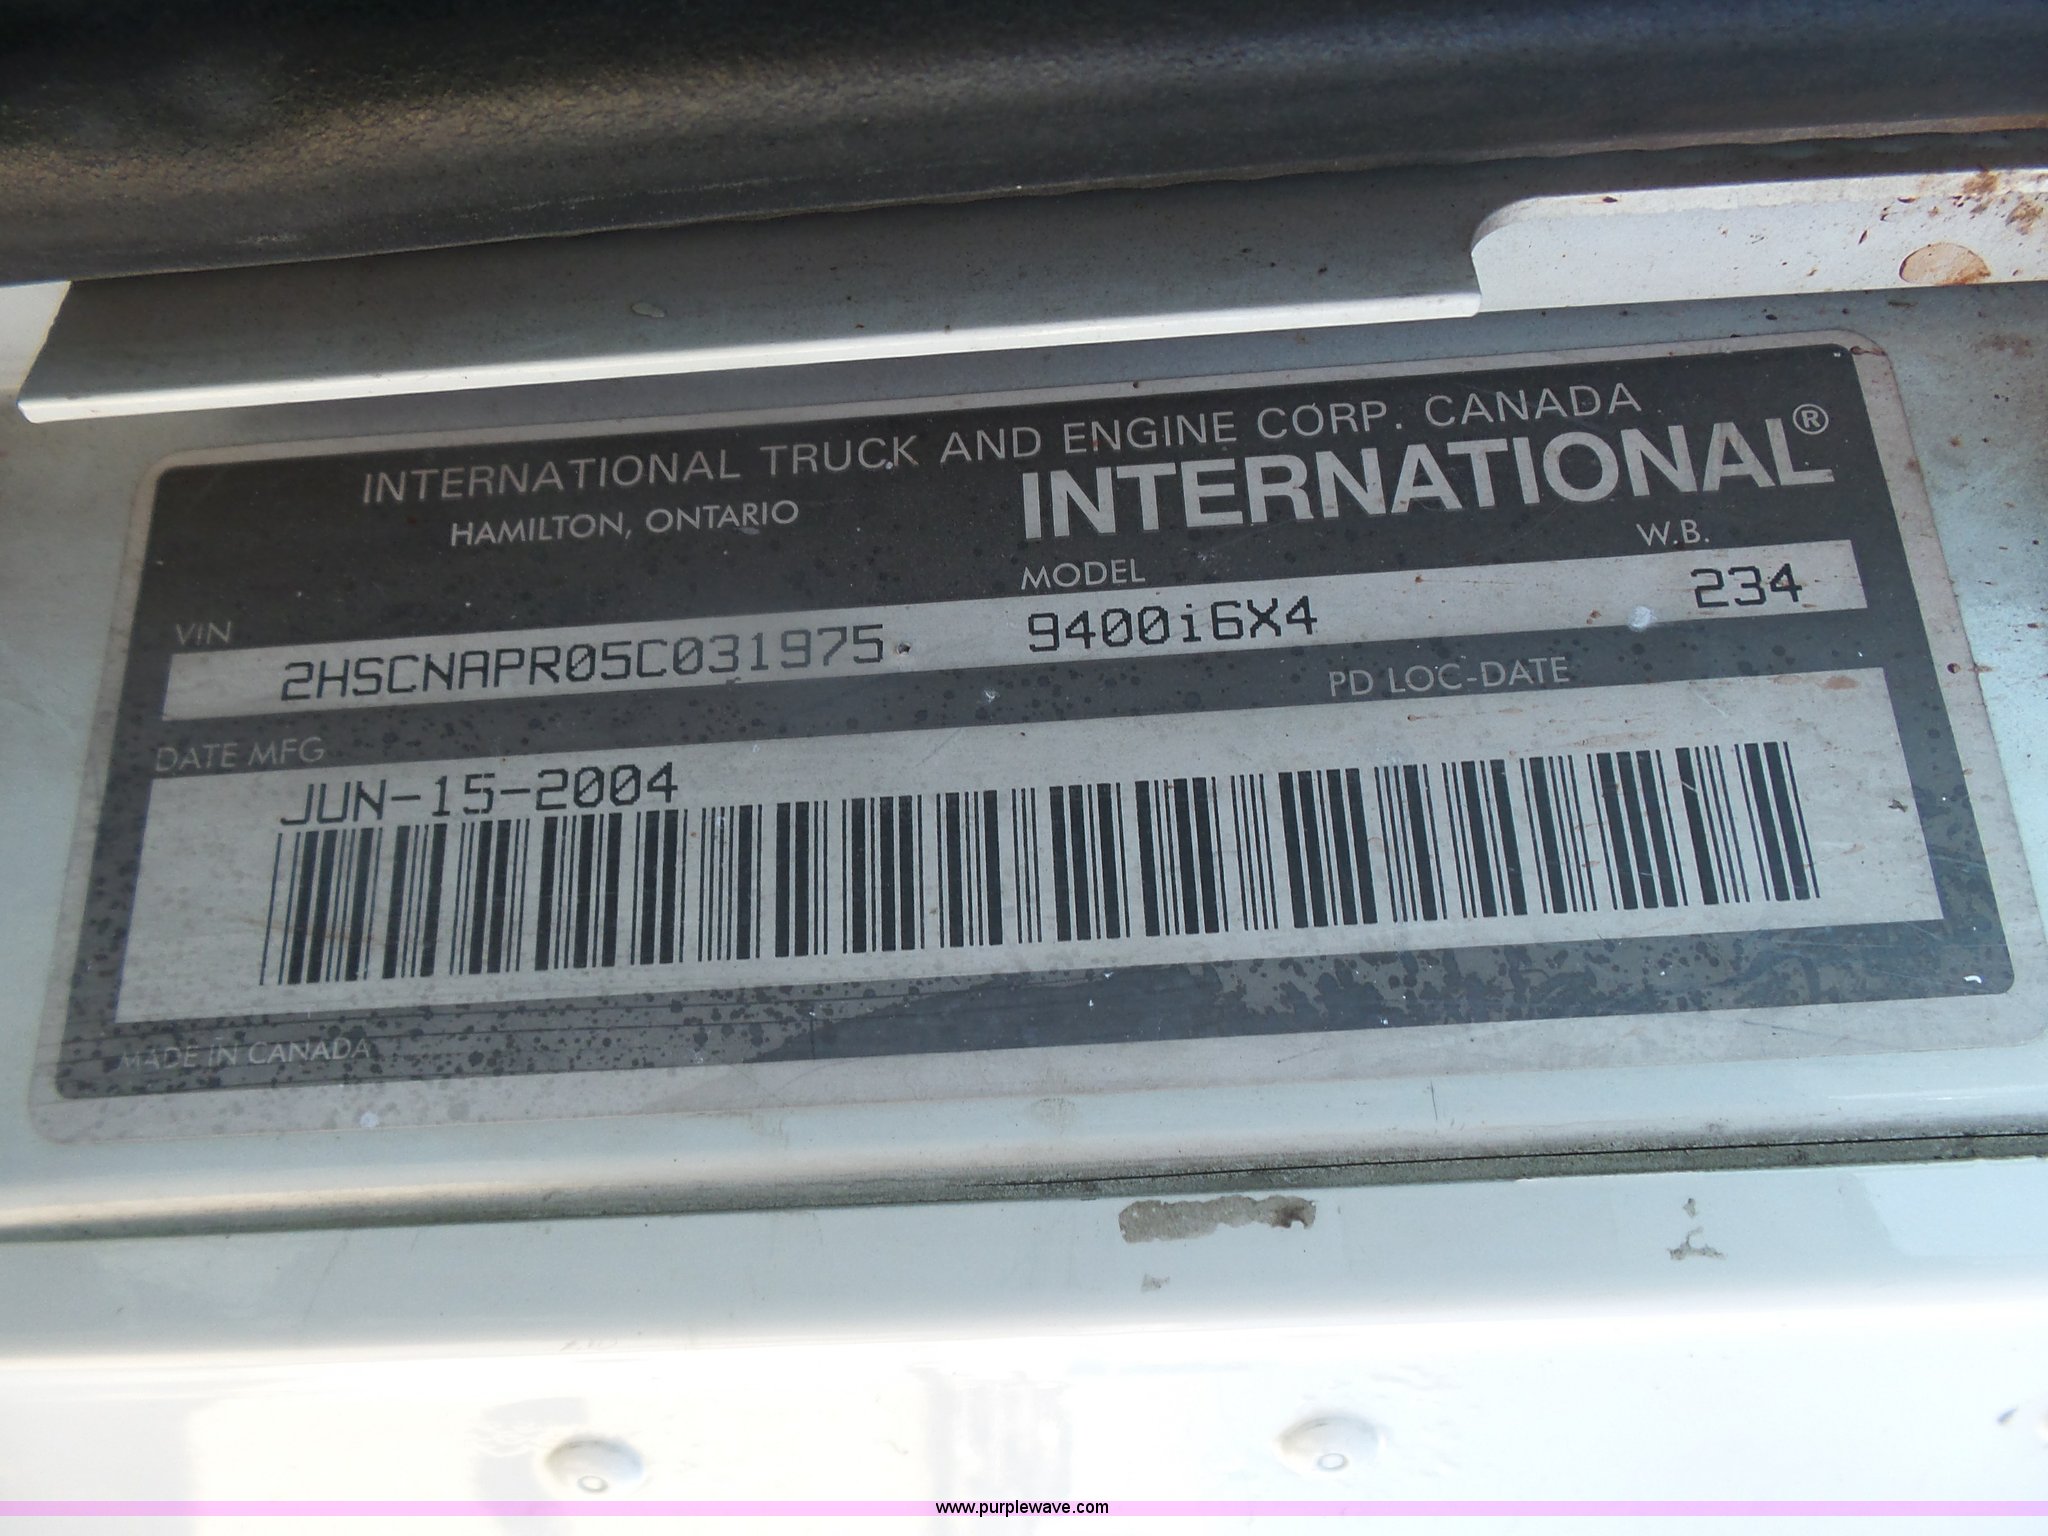 INTERNATIONAL TRUCK AND ENGINE CORP. CANADA
HAMILTON, ONTARIO
INTERNATIONAL®
VIN MODEL W.B.
2HSCNAPR05C031975 9400i6X4 234
DATE MFG PD LOC-DATE
JUN-15-2004
MADE IN CANADA
www.purplewave.com